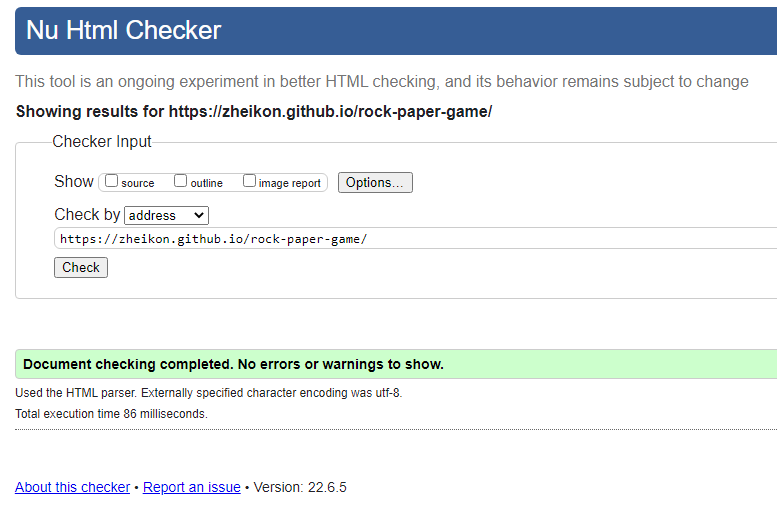 Nu Html Checker
This tool is an ongoing experiment in better HTML checking, and its behavior remains subject to change
Showing results for https://zheikon.github.io/rock-paper-game/
Checker Input
Show source outline image report Options...
Check by address
https://zheikon.github.io/rock-paper-game/
Check
Document checking completed. No errors or warnings to show.
Used the HTML parser. Externally specified character encoding was utf-8.
Total execution time 86 milliseconds.
About this checker • Report an issue • Version: 22.6.5